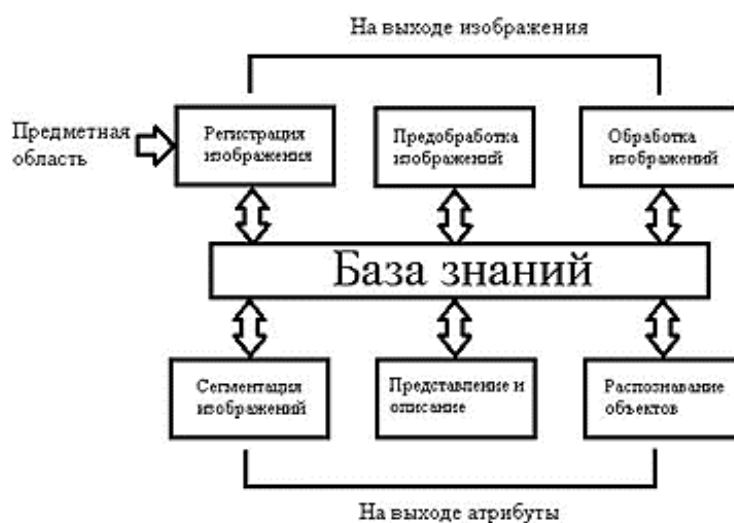 На выходе изображения
Предметная
область
Регистрация
изображения
Предобработка
изображений
Обработка
изображений
База знаний
Сегментация
изображений
Представление и
описание
Распознавание
объектов
На выходе атрибуты